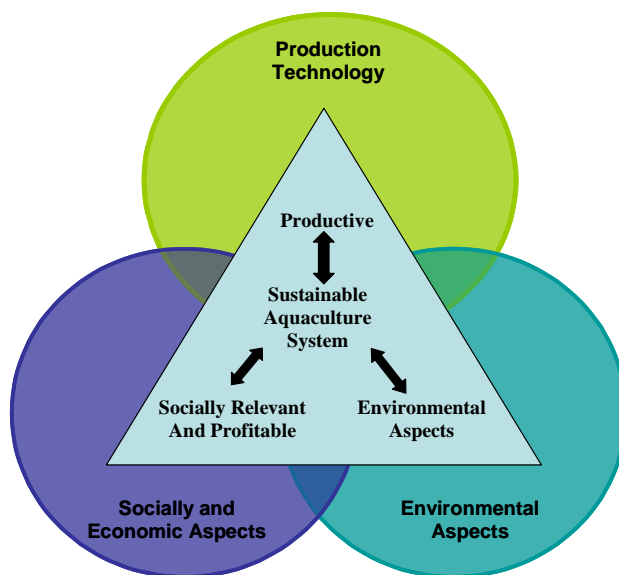 Production
Technology
Productive
Sustainable
Aquaculture
System
Socially Relevant
And Profitable
Environmental
Aspects
Socially and
Economic Aspects
Environmental
Aspects